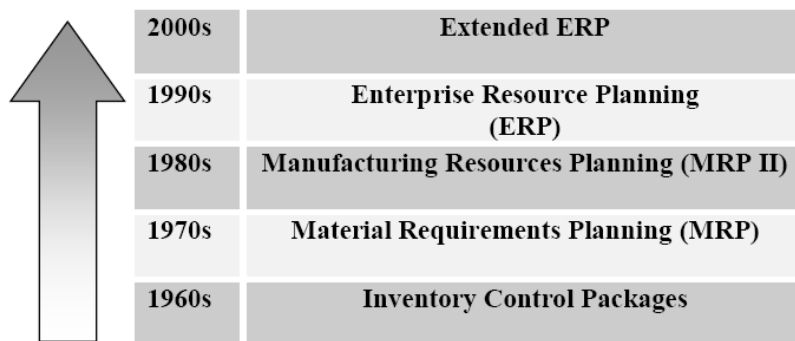 2000s Extended ERP
1990s Enterprise Resource Planning
(ERP)
1980s Manufacturing Resources Planning (MRP II)
1970s Material Requirements Planning (MRP)
1960s Inventory Control Packages